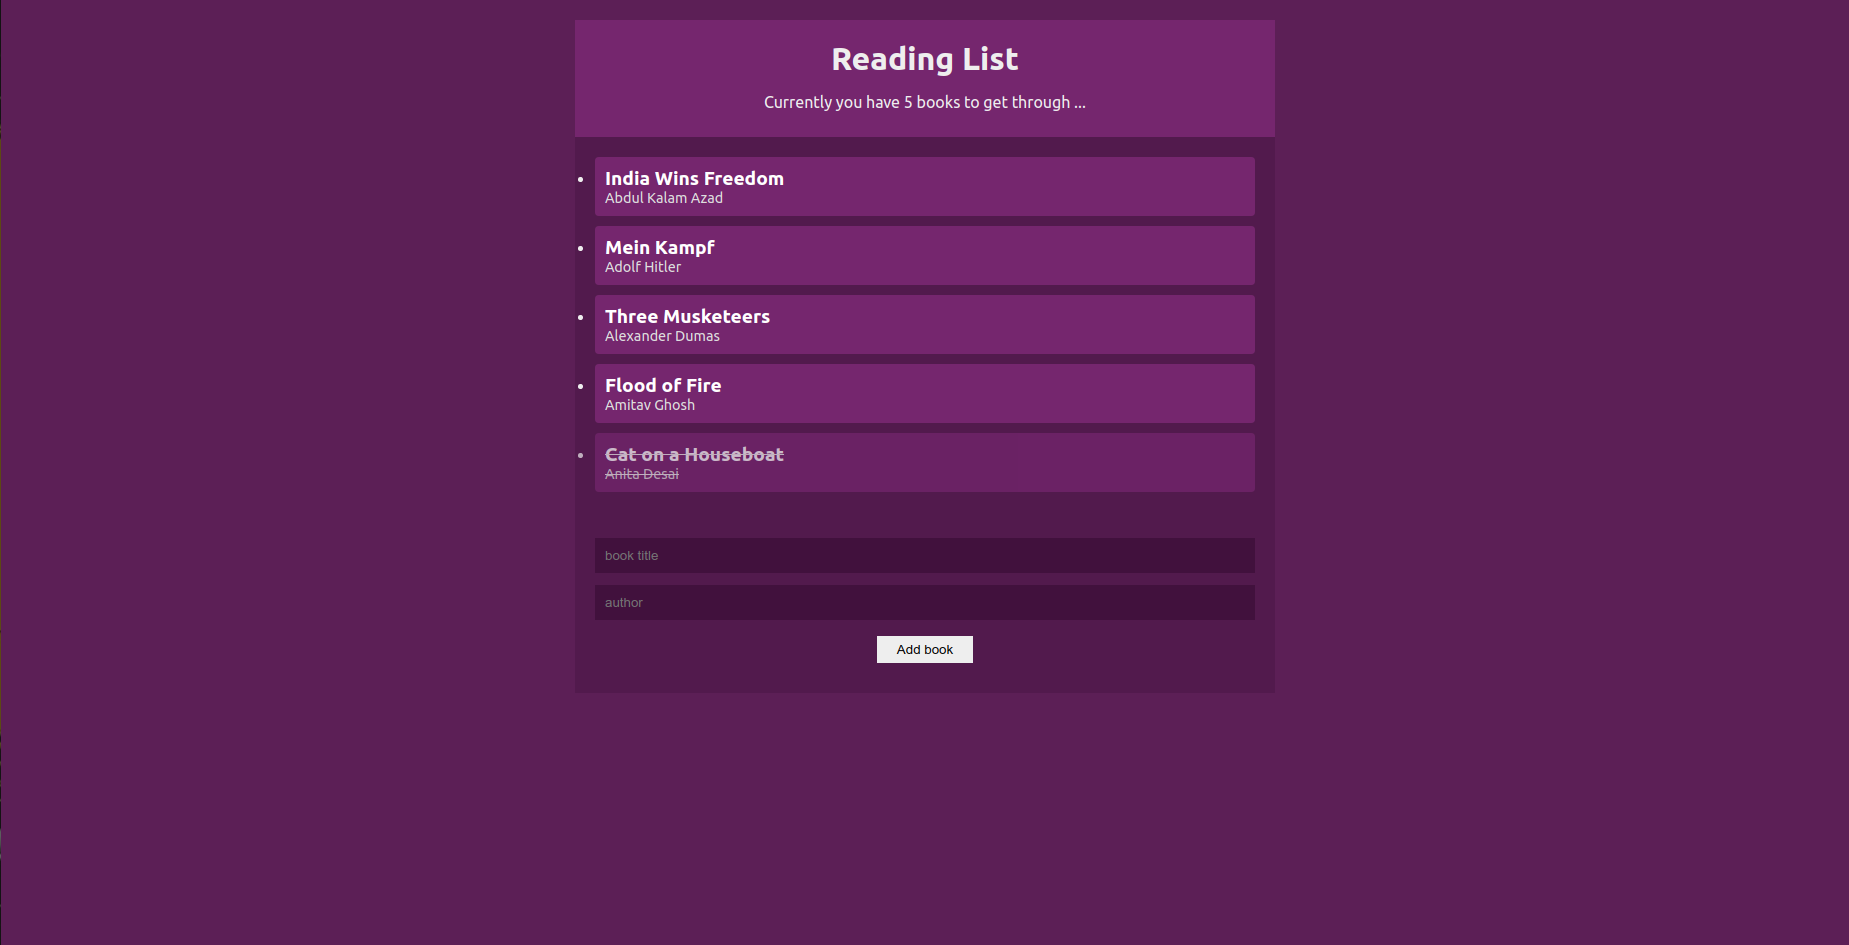 Reading List
Currently you have 5 books to get through ...
India Wins Freedom
Abdul Kalam Azad
Mein Kampf
Adolf Hitler
Three Musketeers
Alexander Dumas
Flood of Fire
Amitav Ghosh
Cat on a Houseboat
Anita Desai
book title
author
Add book